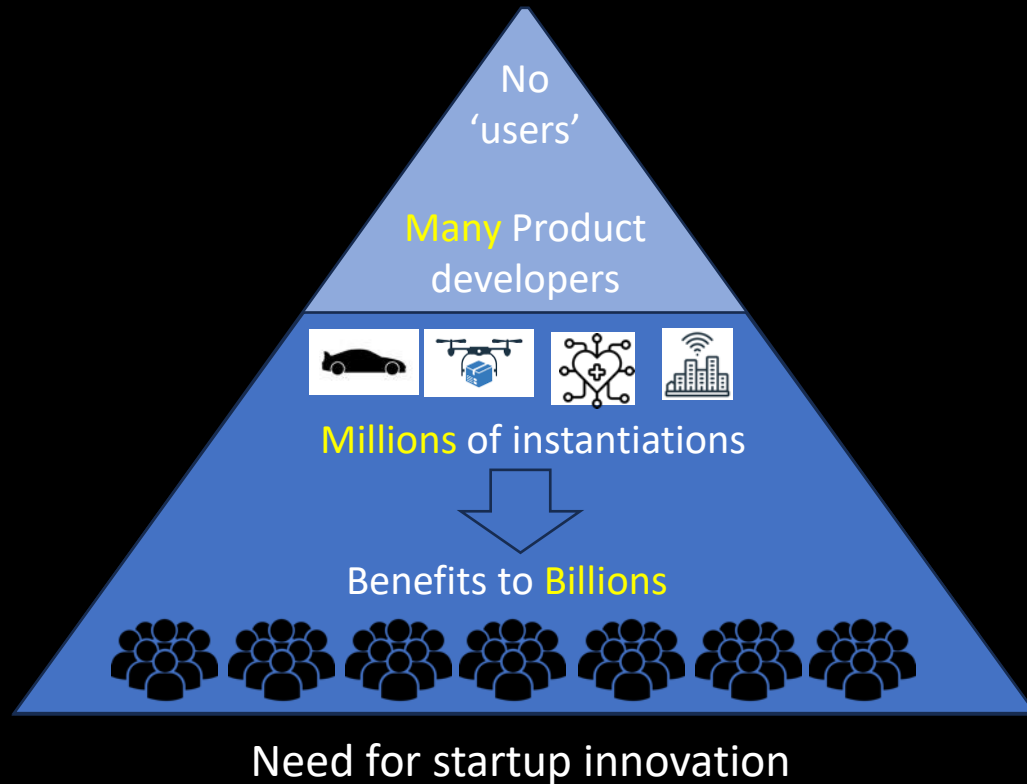 No
‘users’
Many Product
developers
Millions of instantiations
Benefits to Billions
Need for startup innovation